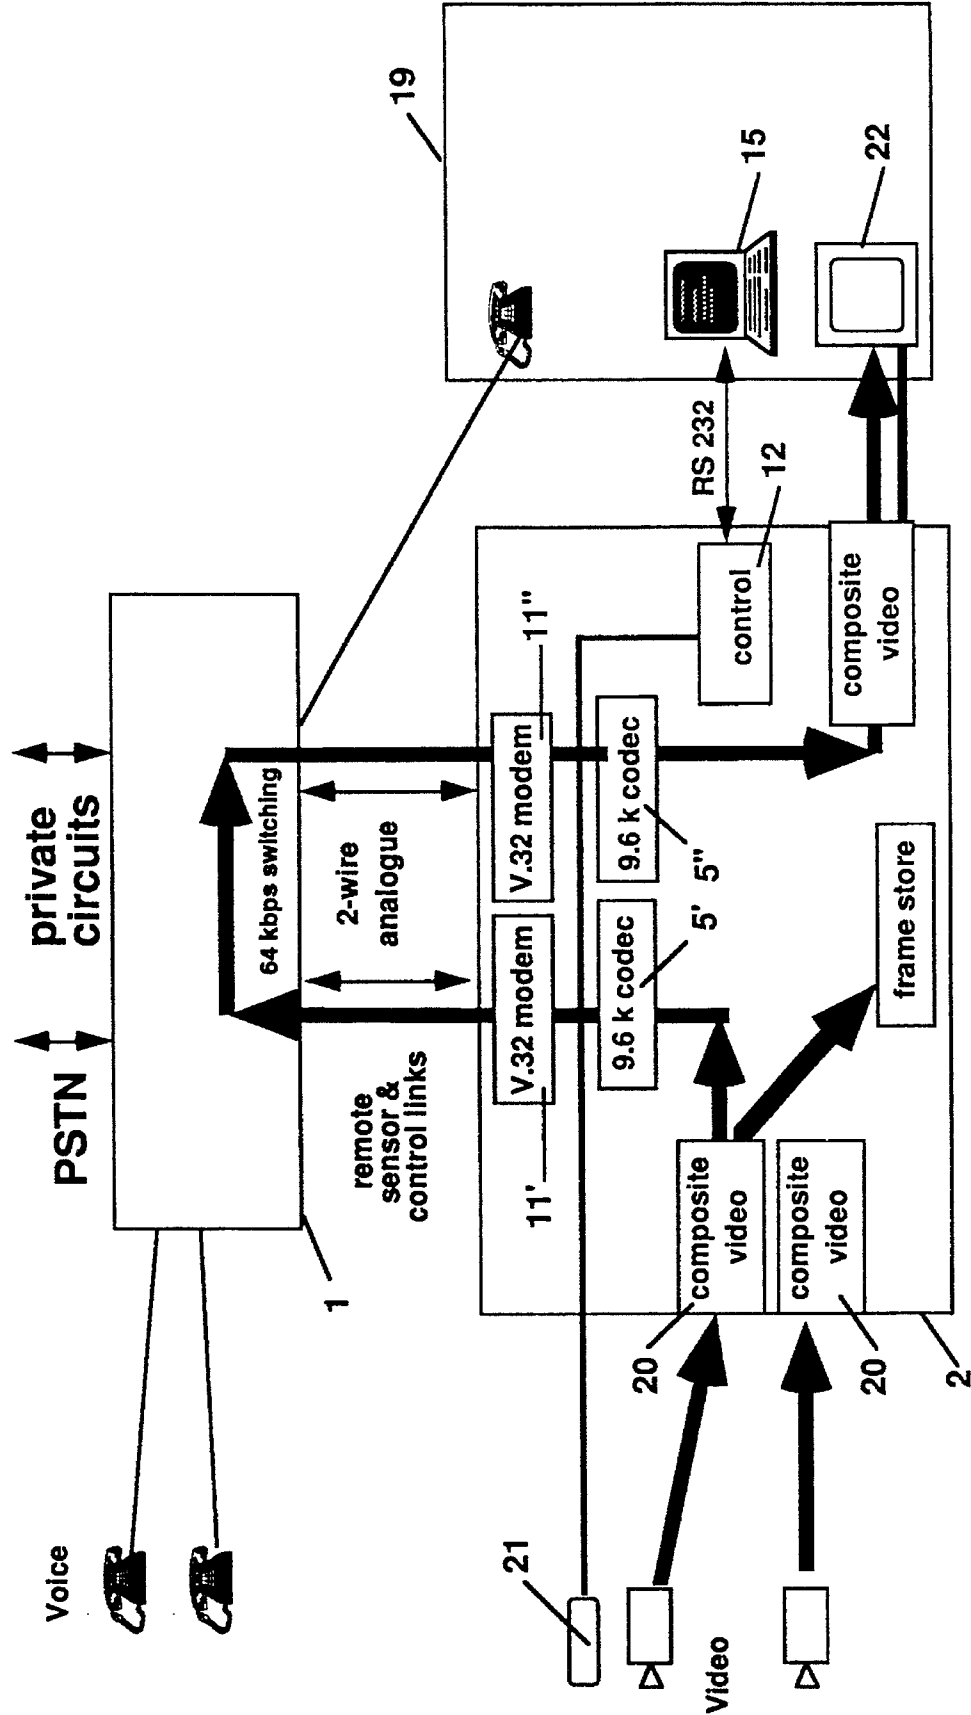 Voice
PSTN
private
circuits
19
64 kbps switching
1
remote
sensor &
control links
2-wire
analogue
21
11'
V.32 modem
V.32 modem
11"
9.6 k codec
9.6 k codec
5'
5"
control
12
RS 232
15
Video
20
composite
video
composite
video
20
frame store
composite
video
22
2